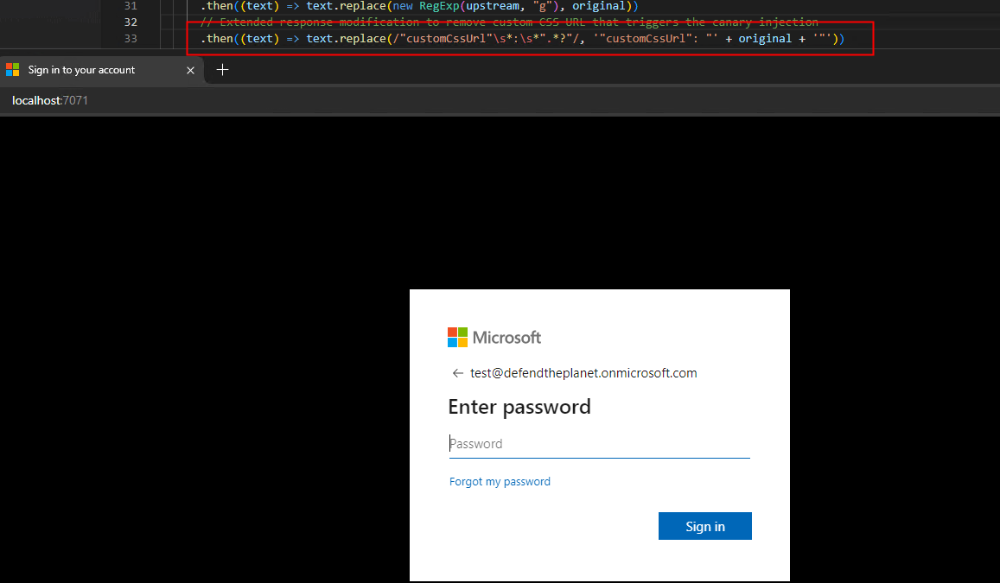 31 .then((text) => text.replace(new RegExp(upstream, "g"), original))
32 // Extended response modification to remove custom CSS URL that triggers the canary injection
33 .then((text) => text.replace(/"customCssUrl"\s*:\s*".*?"/, '"customCssUrl": "' + original + '"'))
Sign in to your account
localhost:7071
Microsoft
test@defendtheplanet.onmicrosoft.com
Enter password
Password
Forgot my password
Sign in